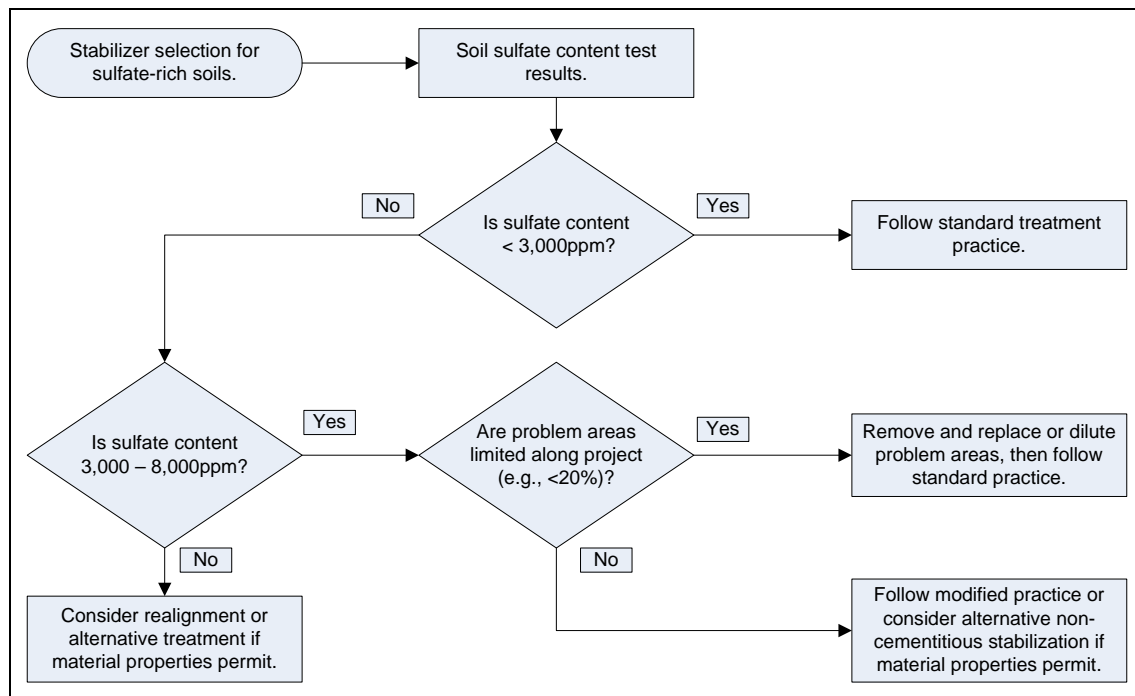 Stabilizer selection for
sulfate-rich soils.
Soil sulfate content test
results.
No
Is sulfate content
< 3,000ppm?
Yes
Follow standard treatment
practice.
Is sulfate content
3,000 – 8,000ppm?
Yes
Are problem areas
limited along project
(e.g., <20%)?
Yes
Remove and replace or dilute
problem areas, then follow
standard practice.
No
Consider realignment or
alternative treatment if
material properties permit.
No
Follow modified practice or
consider alternative non-
cementitious stabilization if
material properties permit.